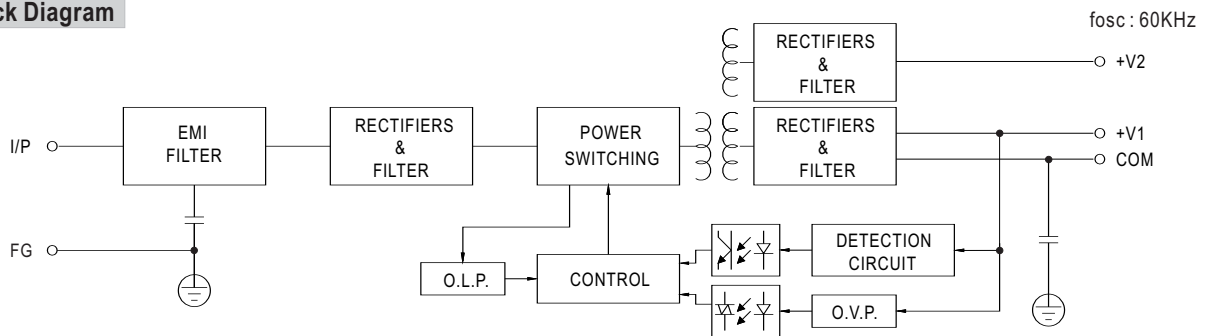 ck Diagram
fosc : 60KHz
RECTIFIERS
&
FILTER
+V2
I/P
EMI
FILTER
RECTIFIERS
&
FILTER
POWER
SWITCHING
RECTIFIERS
&
FILTER
+V1
COM
FG
O.L.P.
CONTROL
DETECTION
CIRCUIT
O.V.P.